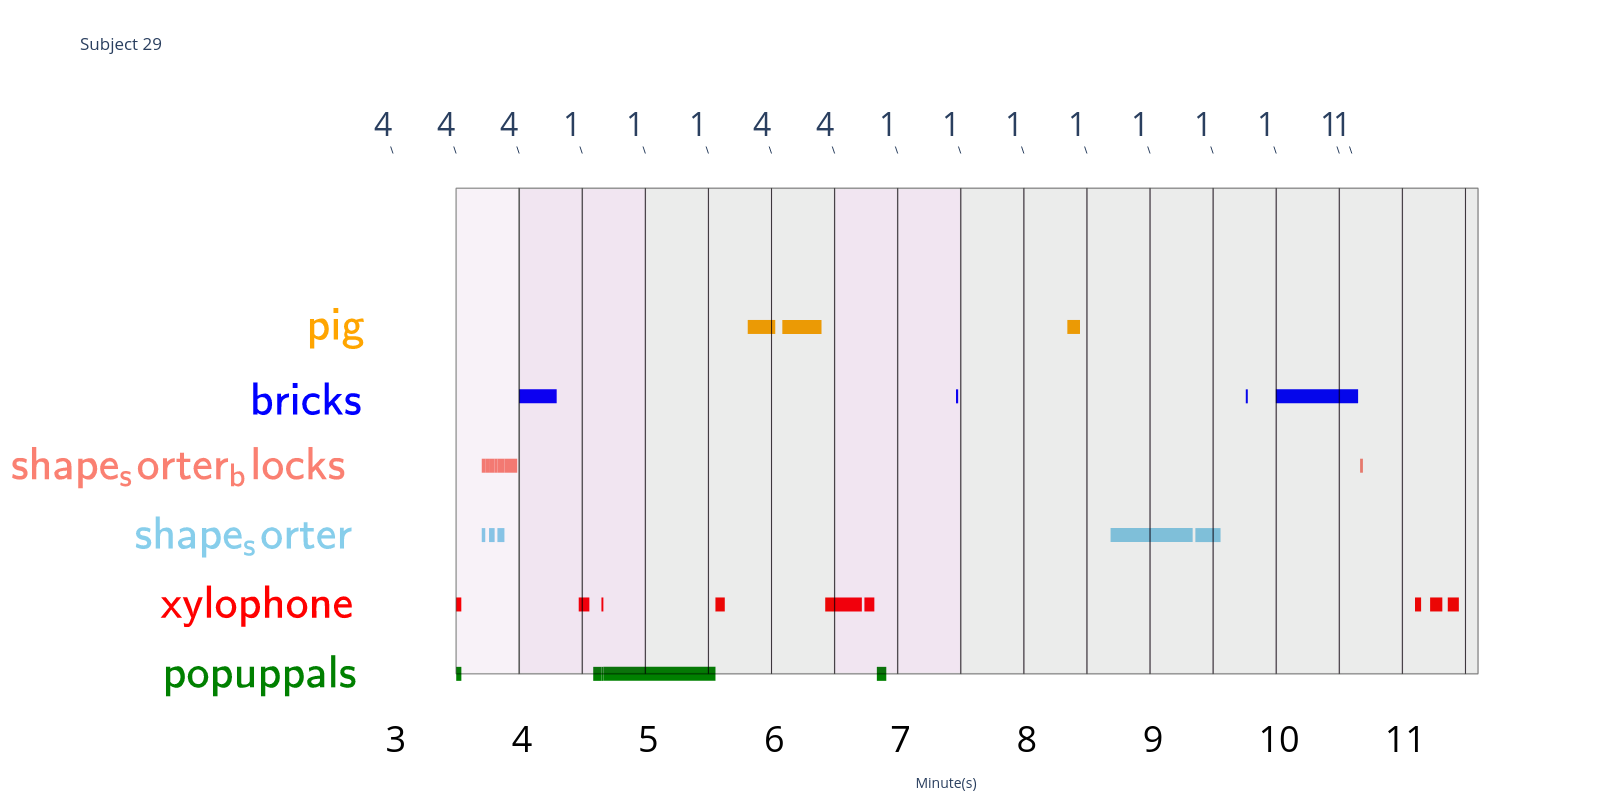 Subject 29
4 4 4 1 1 1 4 4 1 1 1 1 1 1 1 11
pig
bricks
shapesorterblocks
shapesorter
xylophone
popuppals
3 4 5 6 7 8 9 10 11
Minute(s)